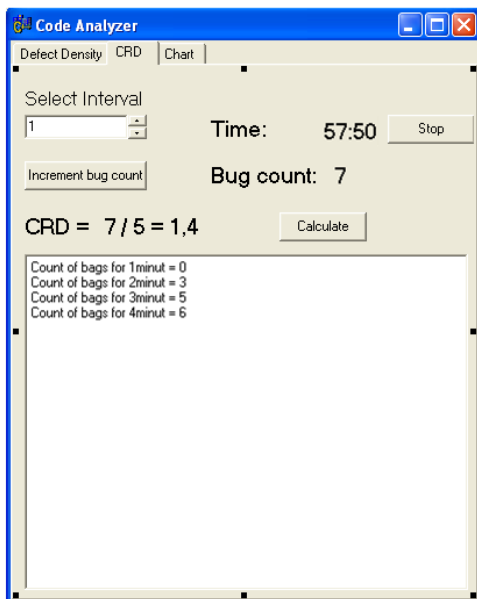 Code Analyzer
Defect Density CRD Chart
Select Interval
1
Time: 57:50 Stop
Increment bug count Bug count: 7
CRD = 7 / 5 = 1,4 Calculate
Count of bags for 1minut = 0
Count of bags for 2minut = 3
Count of bags for 3minut = 5
Count of bags for 4minut = 6